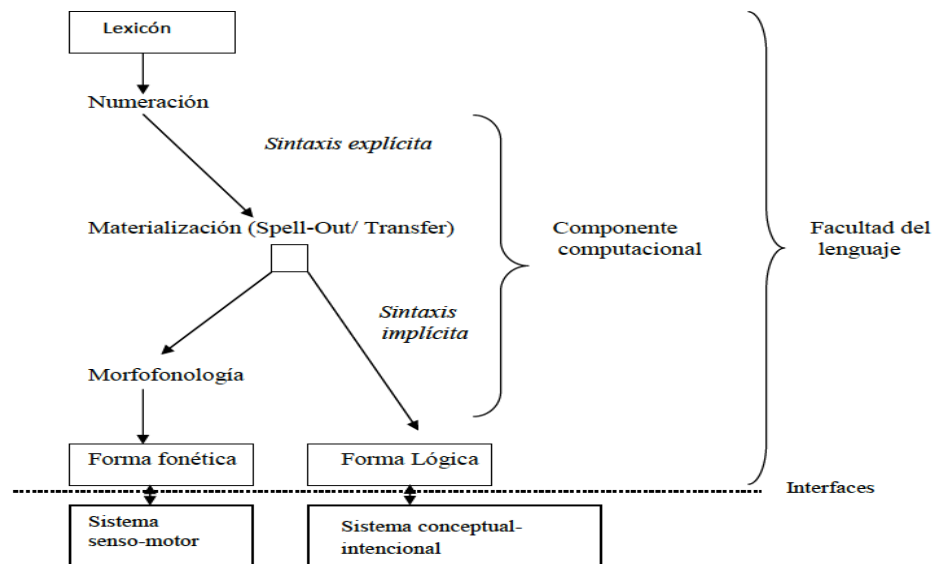 Lexicón
Numeración
Sintaxis explícita
Materialización (Spell-Out/ Transfer)
Componente
computacional
Facultad del
lenguaje
Sintaxis
implícita
Morfofonología
Forma fonética
Forma Lógica
Interfaces
Sistema
senso-motor
Sistema conceptual-
intencional